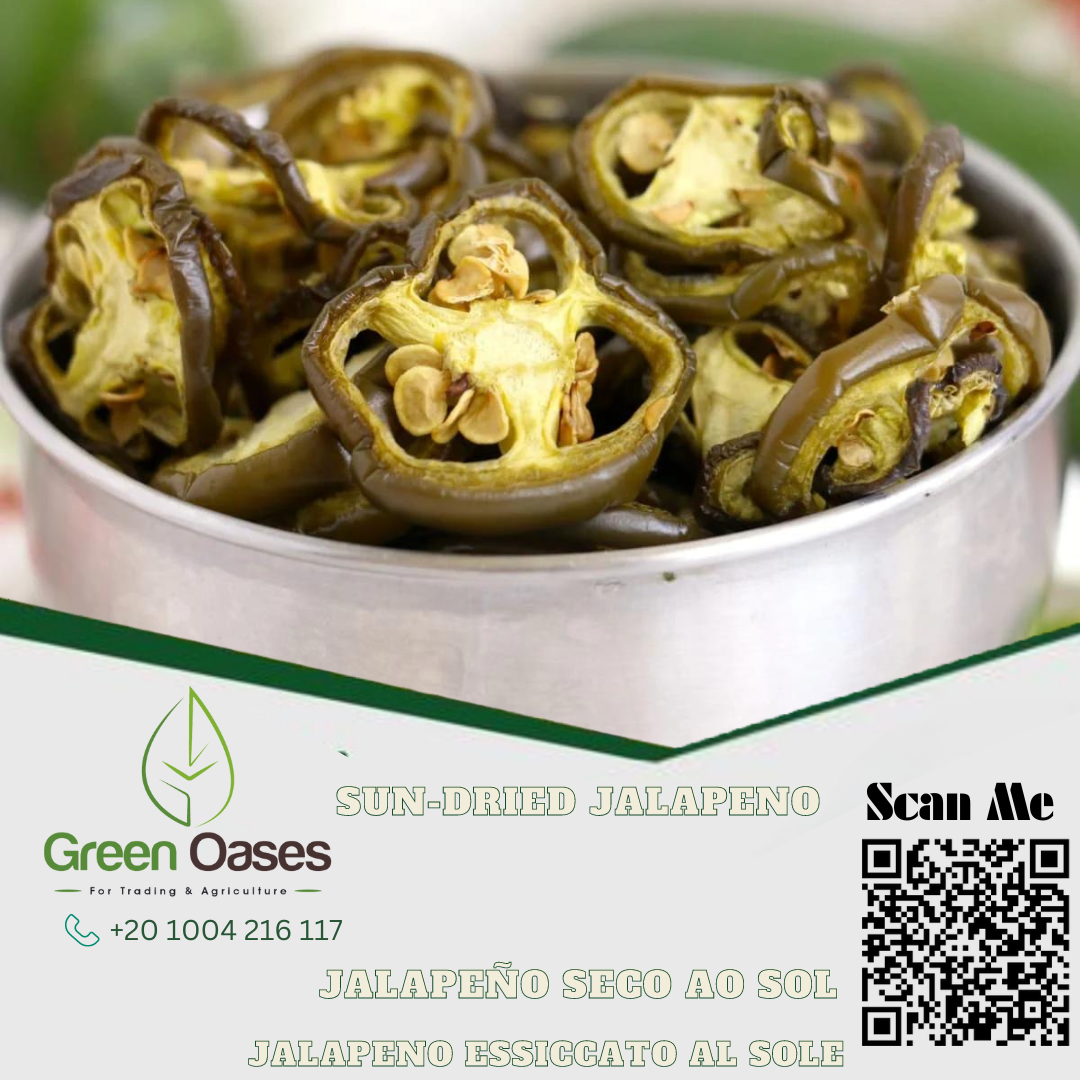 SUN-DRIED JALAPENO
Scan Me
Green Oases
For Trading & Agriculture
+20 1004 216 117
JALAPEÑO SECO AO SOL
JALAPENO ESSICCATO AL SOLE